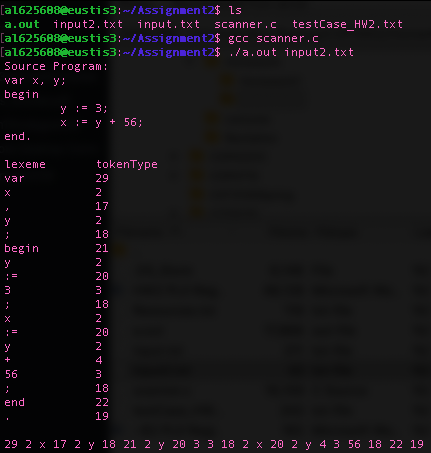 [al625608@eustis3:~/Assignment2$ ls
a.out input2.txt input.txt scanner.c testCase_HW2.txt
[al625608@eustis3:~/Assignment2$ gcc scanner.c
[al625608@eustis3:~/Assignment2$ ./a.out input2.txt
Source Program:
var x, y;
begin
y := 3;
x := y + 56;
end.
lexeme tokenType
var 29
x 2
, 17
y 2
; 18
begin 21
y 2
:= 20
3 3
; 18
x 2
:= 20
y 2
+ 4
56 3
; 18
end 22
. 19
29 2 x 17 2 y 18 21 2 y 20 3 3 18 2 x 20 2 y 4 3 56 18 22 19